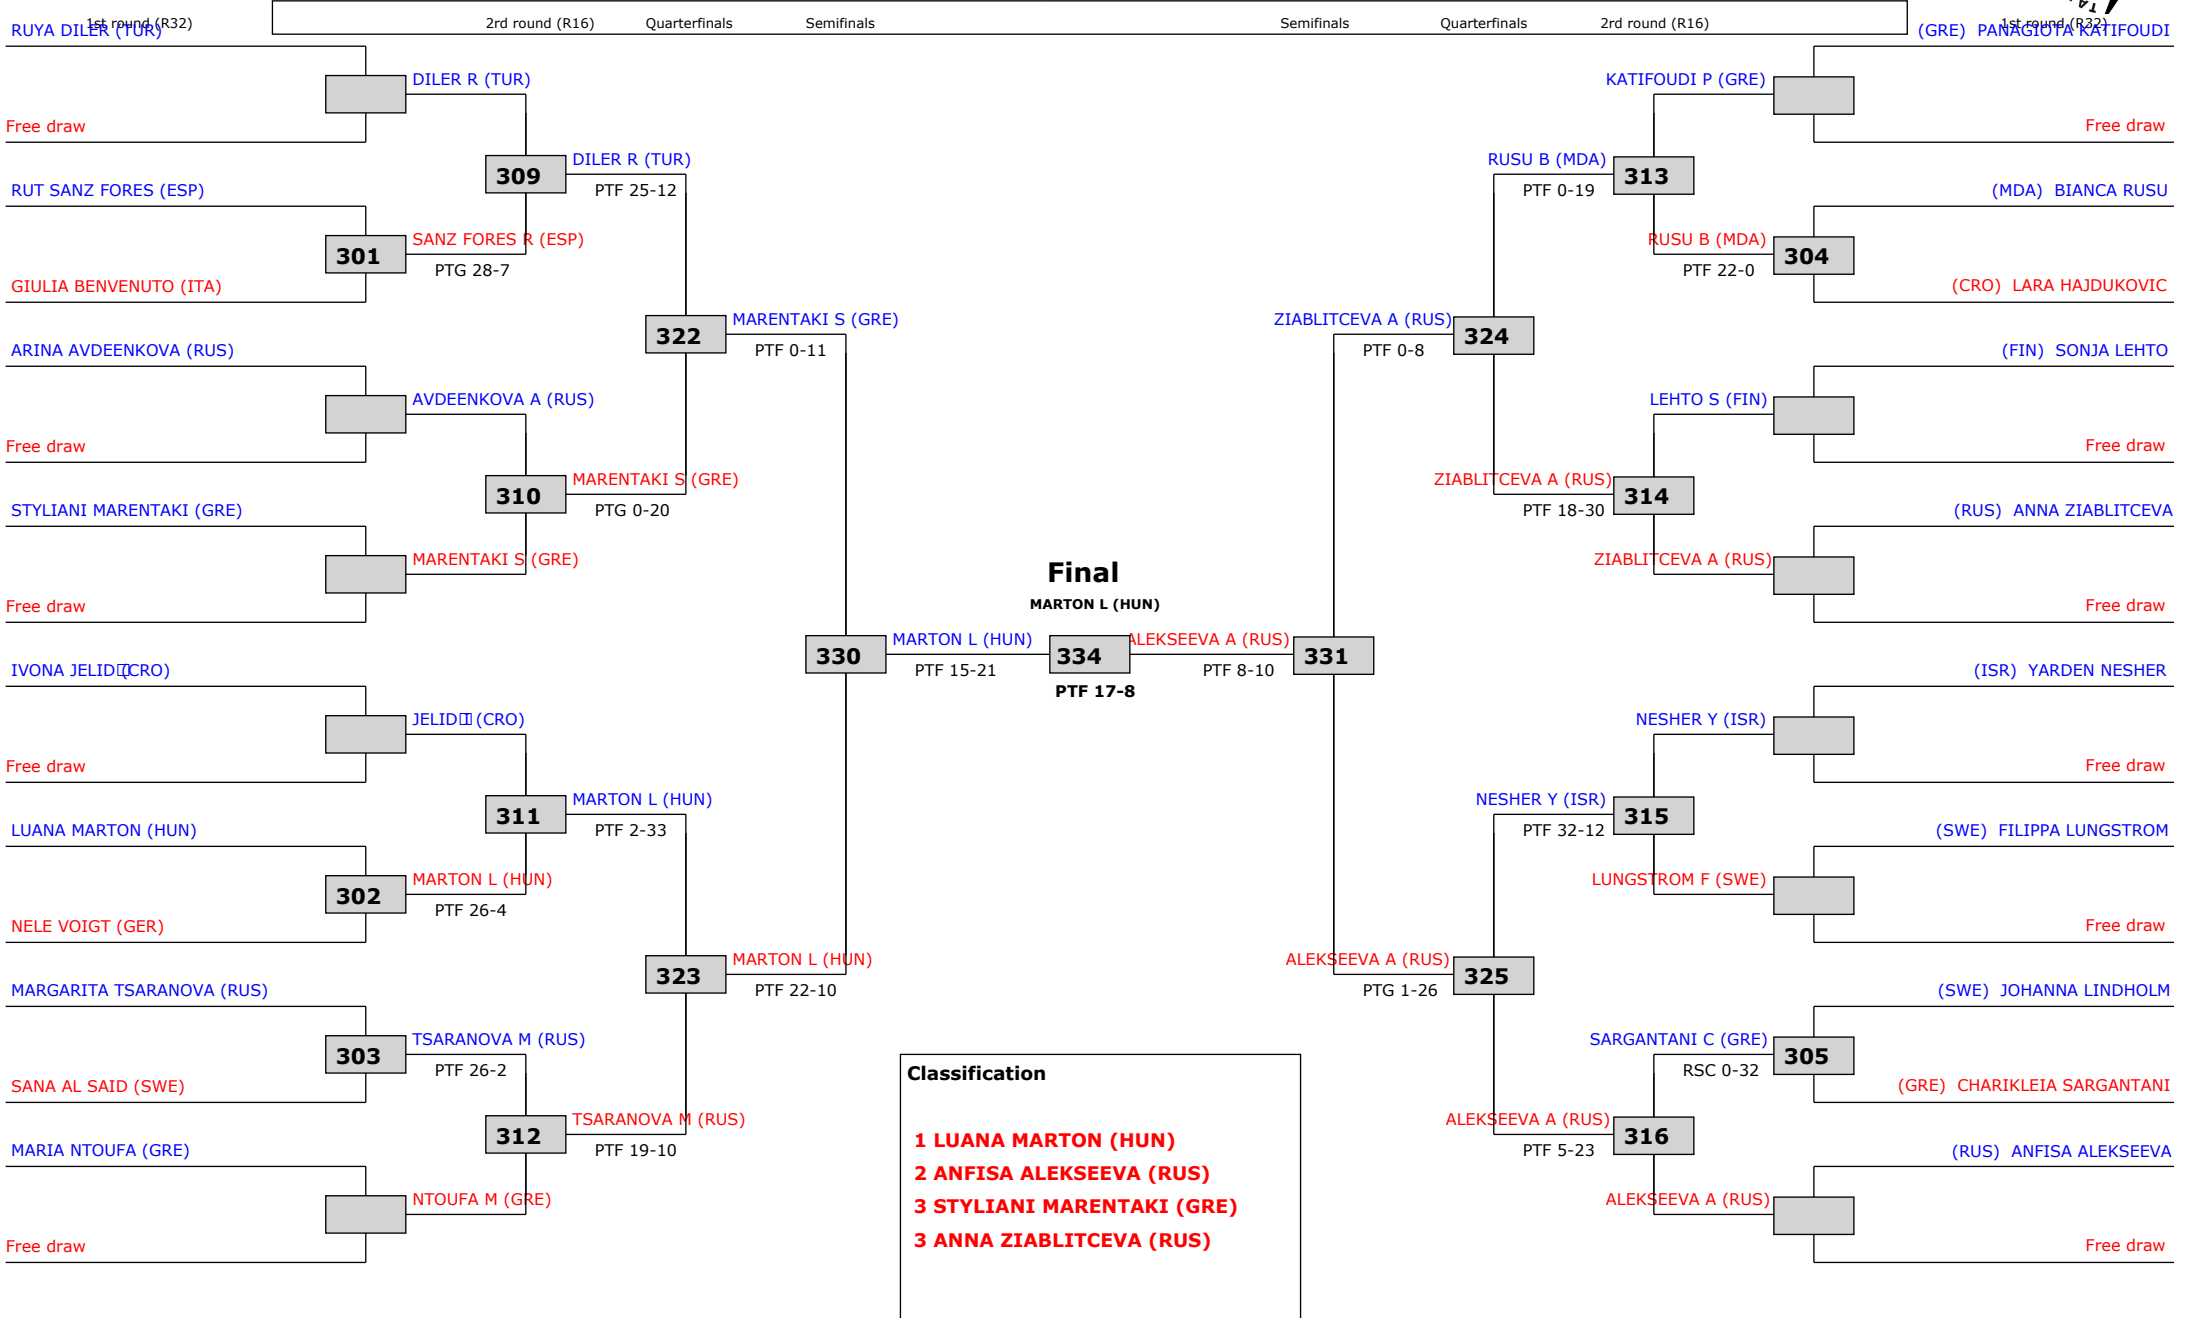 1st round (R32)
2rd round (R16)
Quarterfinals
Semifinals
Semifinals
Quarterfinals
2rd round (R16)
1st round (R32)
RUYA DILER (TUR)
Free draw
RUT SANZ FORES (ESP)
GIULIA BENVENUTO (ITA)
ARINA AVDEENKOVA (RUS)
Free draw
STYLIANI MARENTAKI (GRE)
Free draw
IVONA JELID (CRO)
Free draw
LUANA MARTON (HUN)
NELE VOIGT (GER)
MARGARITA TSARANOVA (RUS)
SANA AL SAID (SWE)
MARIA NTOUFA (GRE)
Free draw
DILER R (TUR)
301
SANZ FORES R (ESP)
PTG 28-7
AVDEENKOVA A (RUS)
MARENTAKI S (GRE)
JELID (CRO)
302
MARTON L (HUN)
PTF 26-4
303
TSARANOVA M (RUS)
PTF 26-2
NTOUFA M (GRE)
309
DILER R (TUR)
PTF 25-12
310
MARENTAKI S (GRE)
PTG 0-20
311
MARTON L (HUN)
PTF 2-33
312
TSARANOVA M (RUS)
PTF 19-10
322
MARENTAKI S (GRE)
PTF 0-11
323
MARTON L (HUN)
PTF 22-10
330
MARTON L (HUN)
PTF 15-21
Final
MARTON L (HUN)
334
PTF 17-8
ALEKSEEVA A (RUS)
PTF 8-10
331
ZIABLITCEVA A (RUS)
PTF 0-8
324
ALEKSEEVA A (RUS)
PTG 1-26
325
RUSU B (MDA)
PTF 0-19
313
ZIABLITCEVA A (RUS)
PTF 18-30
314
NESHER Y (ISR)
PTF 32-12
315
ALEKSEEVA A (RUS)
PTF 5-23
316
KATIFOUDI P (GRE)
RUSU B (MDA)
PTF 22-0
304
LEHTO S (FIN)
ZIABLITCEVA A (RUS)
NESHER Y (ISR)
LUNGSTROM F (SWE)
SARGANTANI C (GRE)
RSC 0-32
305
ALEKSEEVA A (RUS)
(GRE) PANAGIOTA KATIFOUDI
Free draw
(MDA) BIANCA RUSU
(CRO) LARA HAJDUKOVIC
(FIN) SONJA LEHTO
Free draw
(RUS) ANNA ZIABLITCEVA
Free draw
(ISR) YARDEN NESHER
Free draw
(SWE) FILIPPA LUNGSTROM
Free draw
(SWE) JOHANNA LINDHOLM
(GRE) CHARIKLEIA SARGANTANI
(RUS) ANFISA ALEKSEEVA
Free draw
Classification
1 LUANA MARTON (HUN)
2 ANFISA ALEKSEEVA (RUS)
3 STYLIANI MARENTAKI (GRE)
3 ANNA ZIABLITCEVA (RUS)